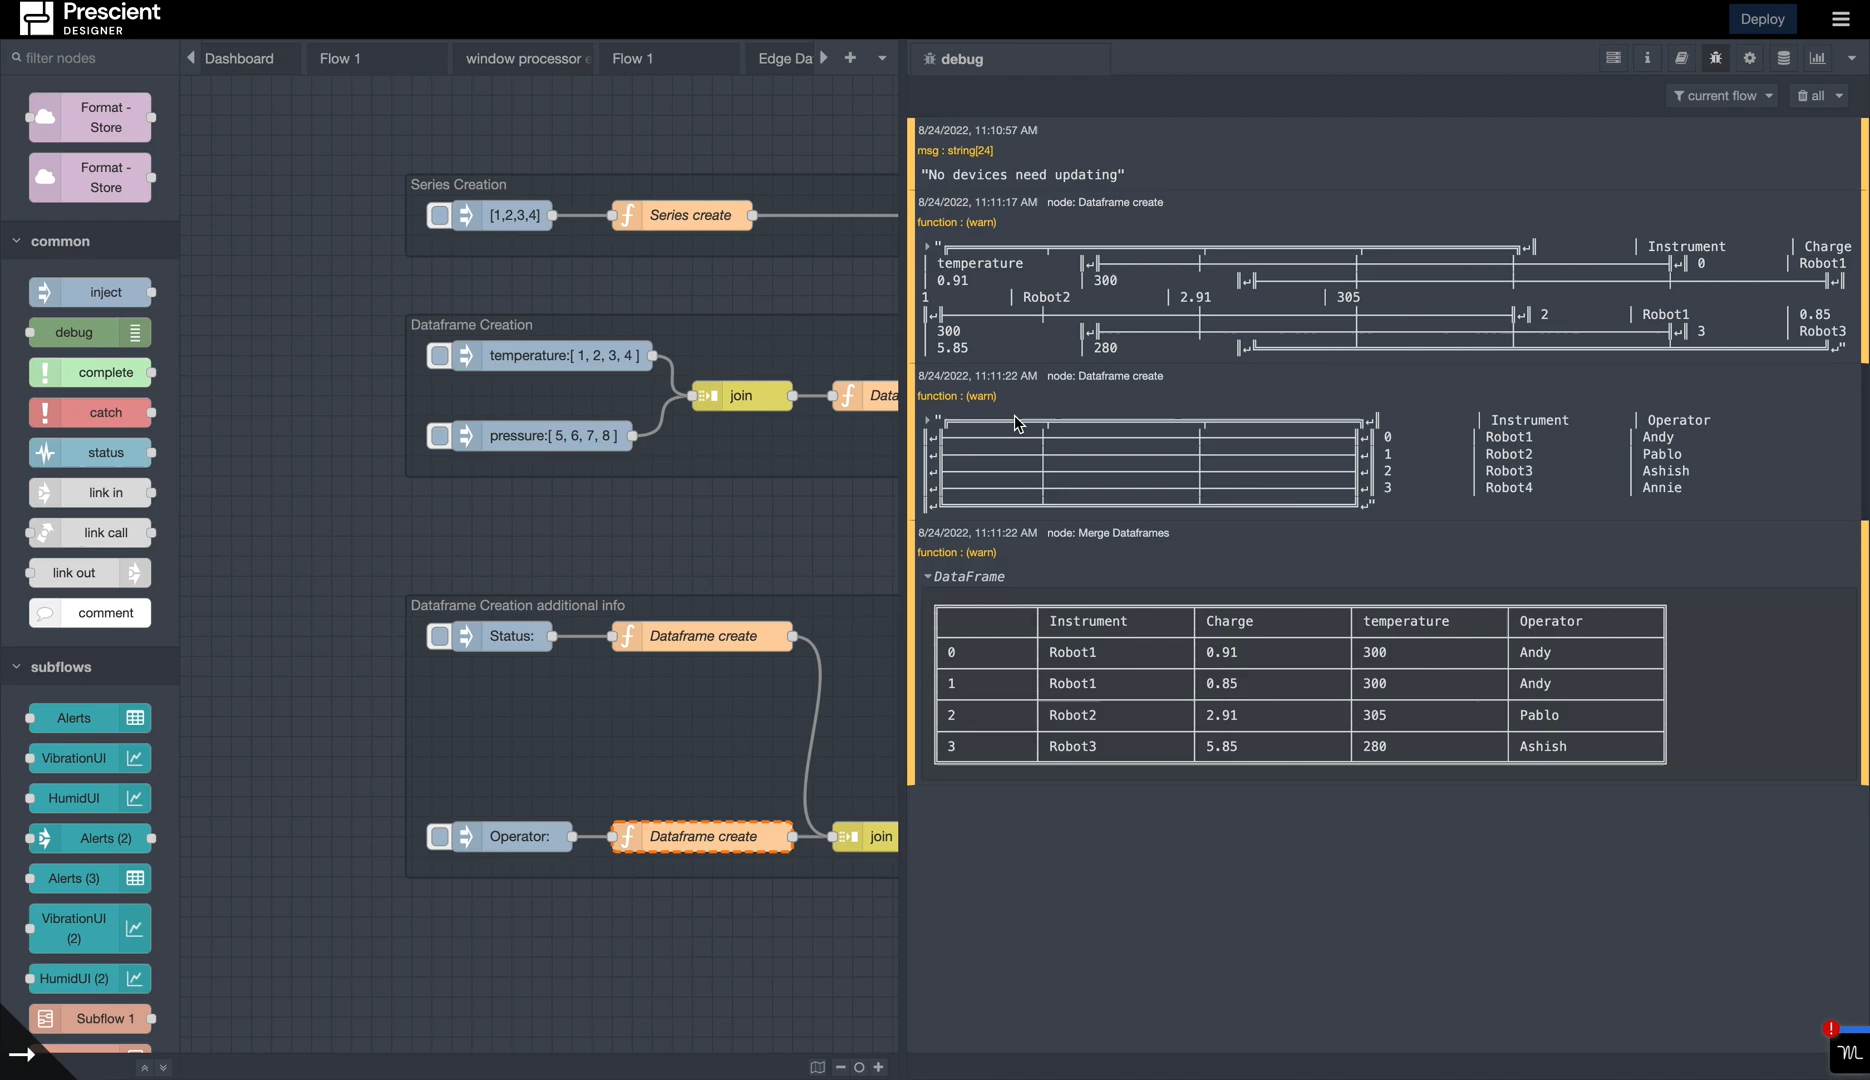 Prescient
DESIGNER
Deploy
filter nodes
Dashboard
Flow 1
window processor e
Flow 1
Edge Da
debug
current flow
all
Format -
Store
Format -
Store
common
inject
debug
complete
catch
status
link in
link call
link out
comment
subflows
Alerts
VibrationUI
HumidUI
Alerts (2)
Alerts (3)
VibrationUI
(2)
HumidUI (2)
Subflow 1
Series Creation
[1,2,3,4]
Series create
Dataframe Creation
temperature:[ 1, 2, 3, 4 ]
join
Data
pressure:[ 5, 6, 7, 8 ]
Dataframe Creation additional info
Status:
Dataframe create
Operator:
Dataframe create
join
8/24/2022, 11:10:57 AM
msg : string[24]
"No devices need updating"
8/24/2022, 11:11:17 AM node: Dataframe create
function : (warn)
" Instrument Charge
temperature 0 Robot1
0.91 300
1 Robot2 2.91 305
2 Robot1 0.85
300 3 Robot3
5.85 280 "
8/24/2022, 11:11:22 AM node: Dataframe create
function : (warn)
" Instrument Operator
0 Robot1 Andy
1 Robot2 Pablo
2 Robot3 Ashish
3 Robot4 Annie
"
8/24/2022, 11:11:22 AM node: Merge Dataframes
function : (warn)
DataFrame
Instrument Charge temperature Operator
0 Robot1 0.91 300 Andy
1 Robot1 0.85 300 Andy
2 Robot2 2.91 305 Pablo
3 Robot3 5.85 280 Ashish